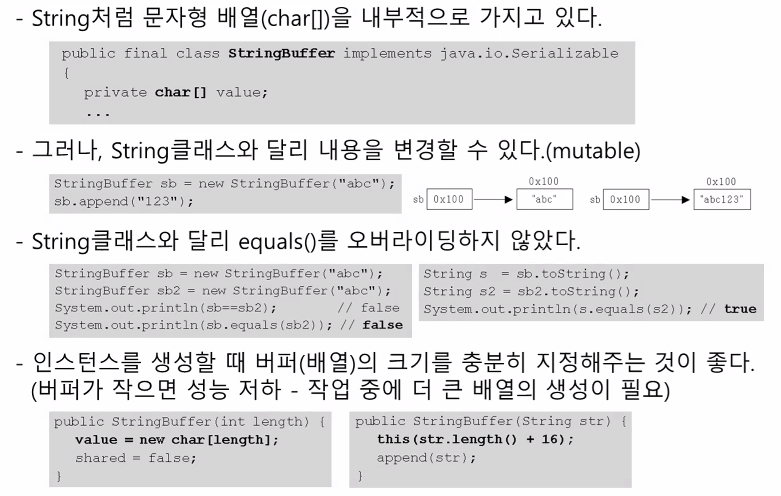 - String처럼 문자형 배열(char[])을 내부적으로 가지고 있다.
public final class StringBuffer implements java.io.Serializable
{
private char[] value;
...
- 그러나, String클래스와 달리 내용을 변경할 수 있다.(mutable)
StringBuffer sb = new StringBuffer("abc");
sb.append("123");
sb 0x100
0x100
"abc"
sb 0x100
0x100
"abc123"
- String클래스와 달리 equals()를 오버라이딩하지 않았다.
StringBuffer sb = new StringBuffer("abc");
StringBuffer sb2 = new StringBuffer("abc");
System.out.println(sb==sb2); // false
System.out.println(sb.equals(sb2)); // false
String s = sb.toString();
String s2 = sb2.toString();
System.out.println(s.equals(s2)); // true
- 인스턴스를 생성할 때 버퍼(배열)의 크기를 충분히 지정해주는 것이 좋다.
(버퍼가 작으면 성능 저하 - 작업 중에 더 큰 배열의 생성이 필요)
public StringBuffer(int length) {
value = new char[length];
shared = false;
}
public StringBuffer(String str) {
this(str.length() + 16);
append(str);
}